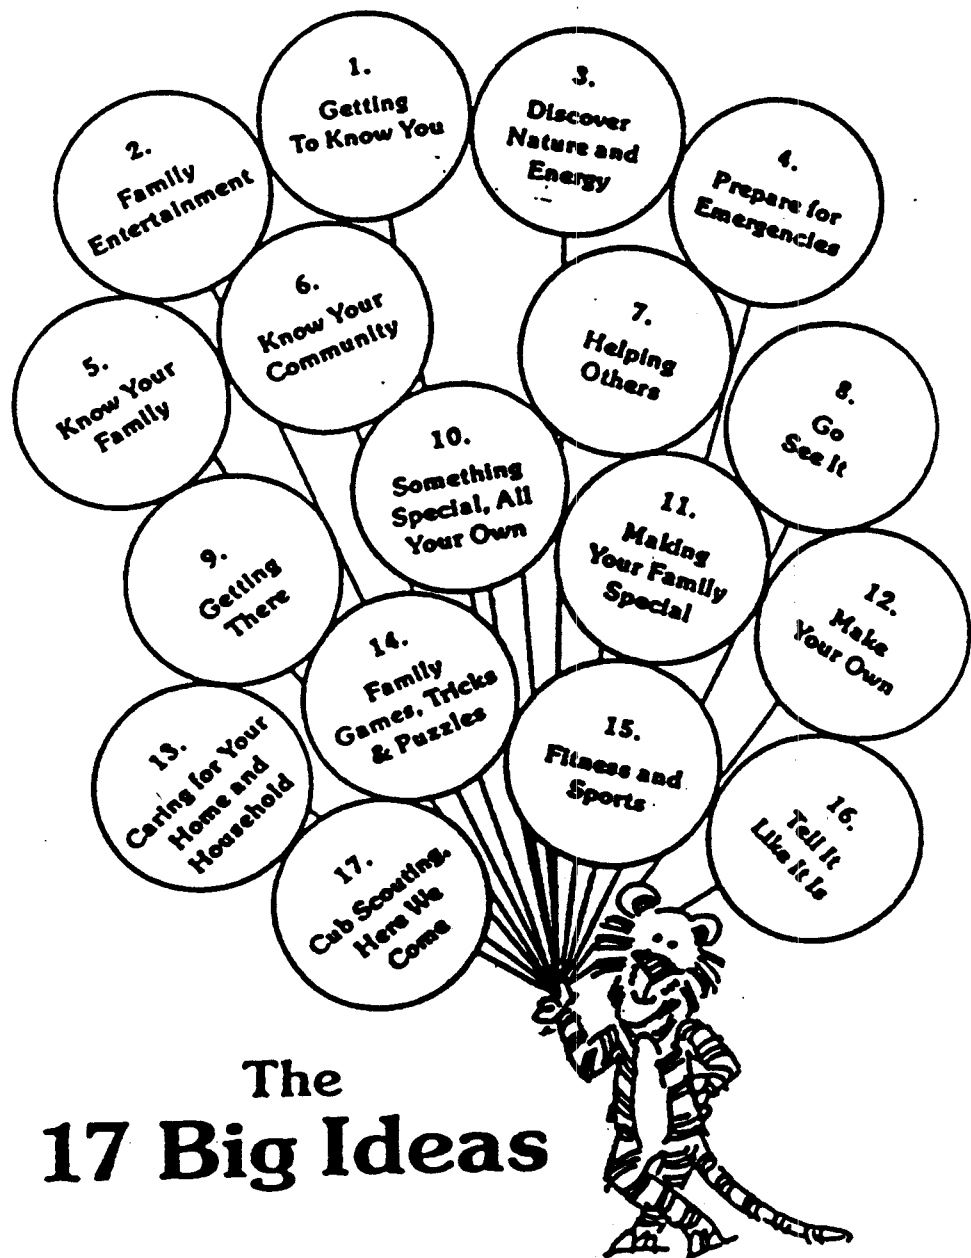 1.
Getting
To Know You
2.
Family
Entertainment
3.
Discover
Nature and
Energy
4.
Prepare for
Emergencies
5.
Know Your
Family
6.
Know Your
Community
7.
Helping
Others
8.
Go
See It
9.
Getting
There
10.
Something
Special, All
Your Own
11.
Making
Your Family
Special
12.
Make
Your Own
13.
Caring for Your
Home and
Household
14.
Family
Games, Tricks
& Puzzles
15.
Fitness and
Sports
16.
Tell It
Like It Is
17.
Cub Scouting,
Here We
Come
The
17 Big Ideas